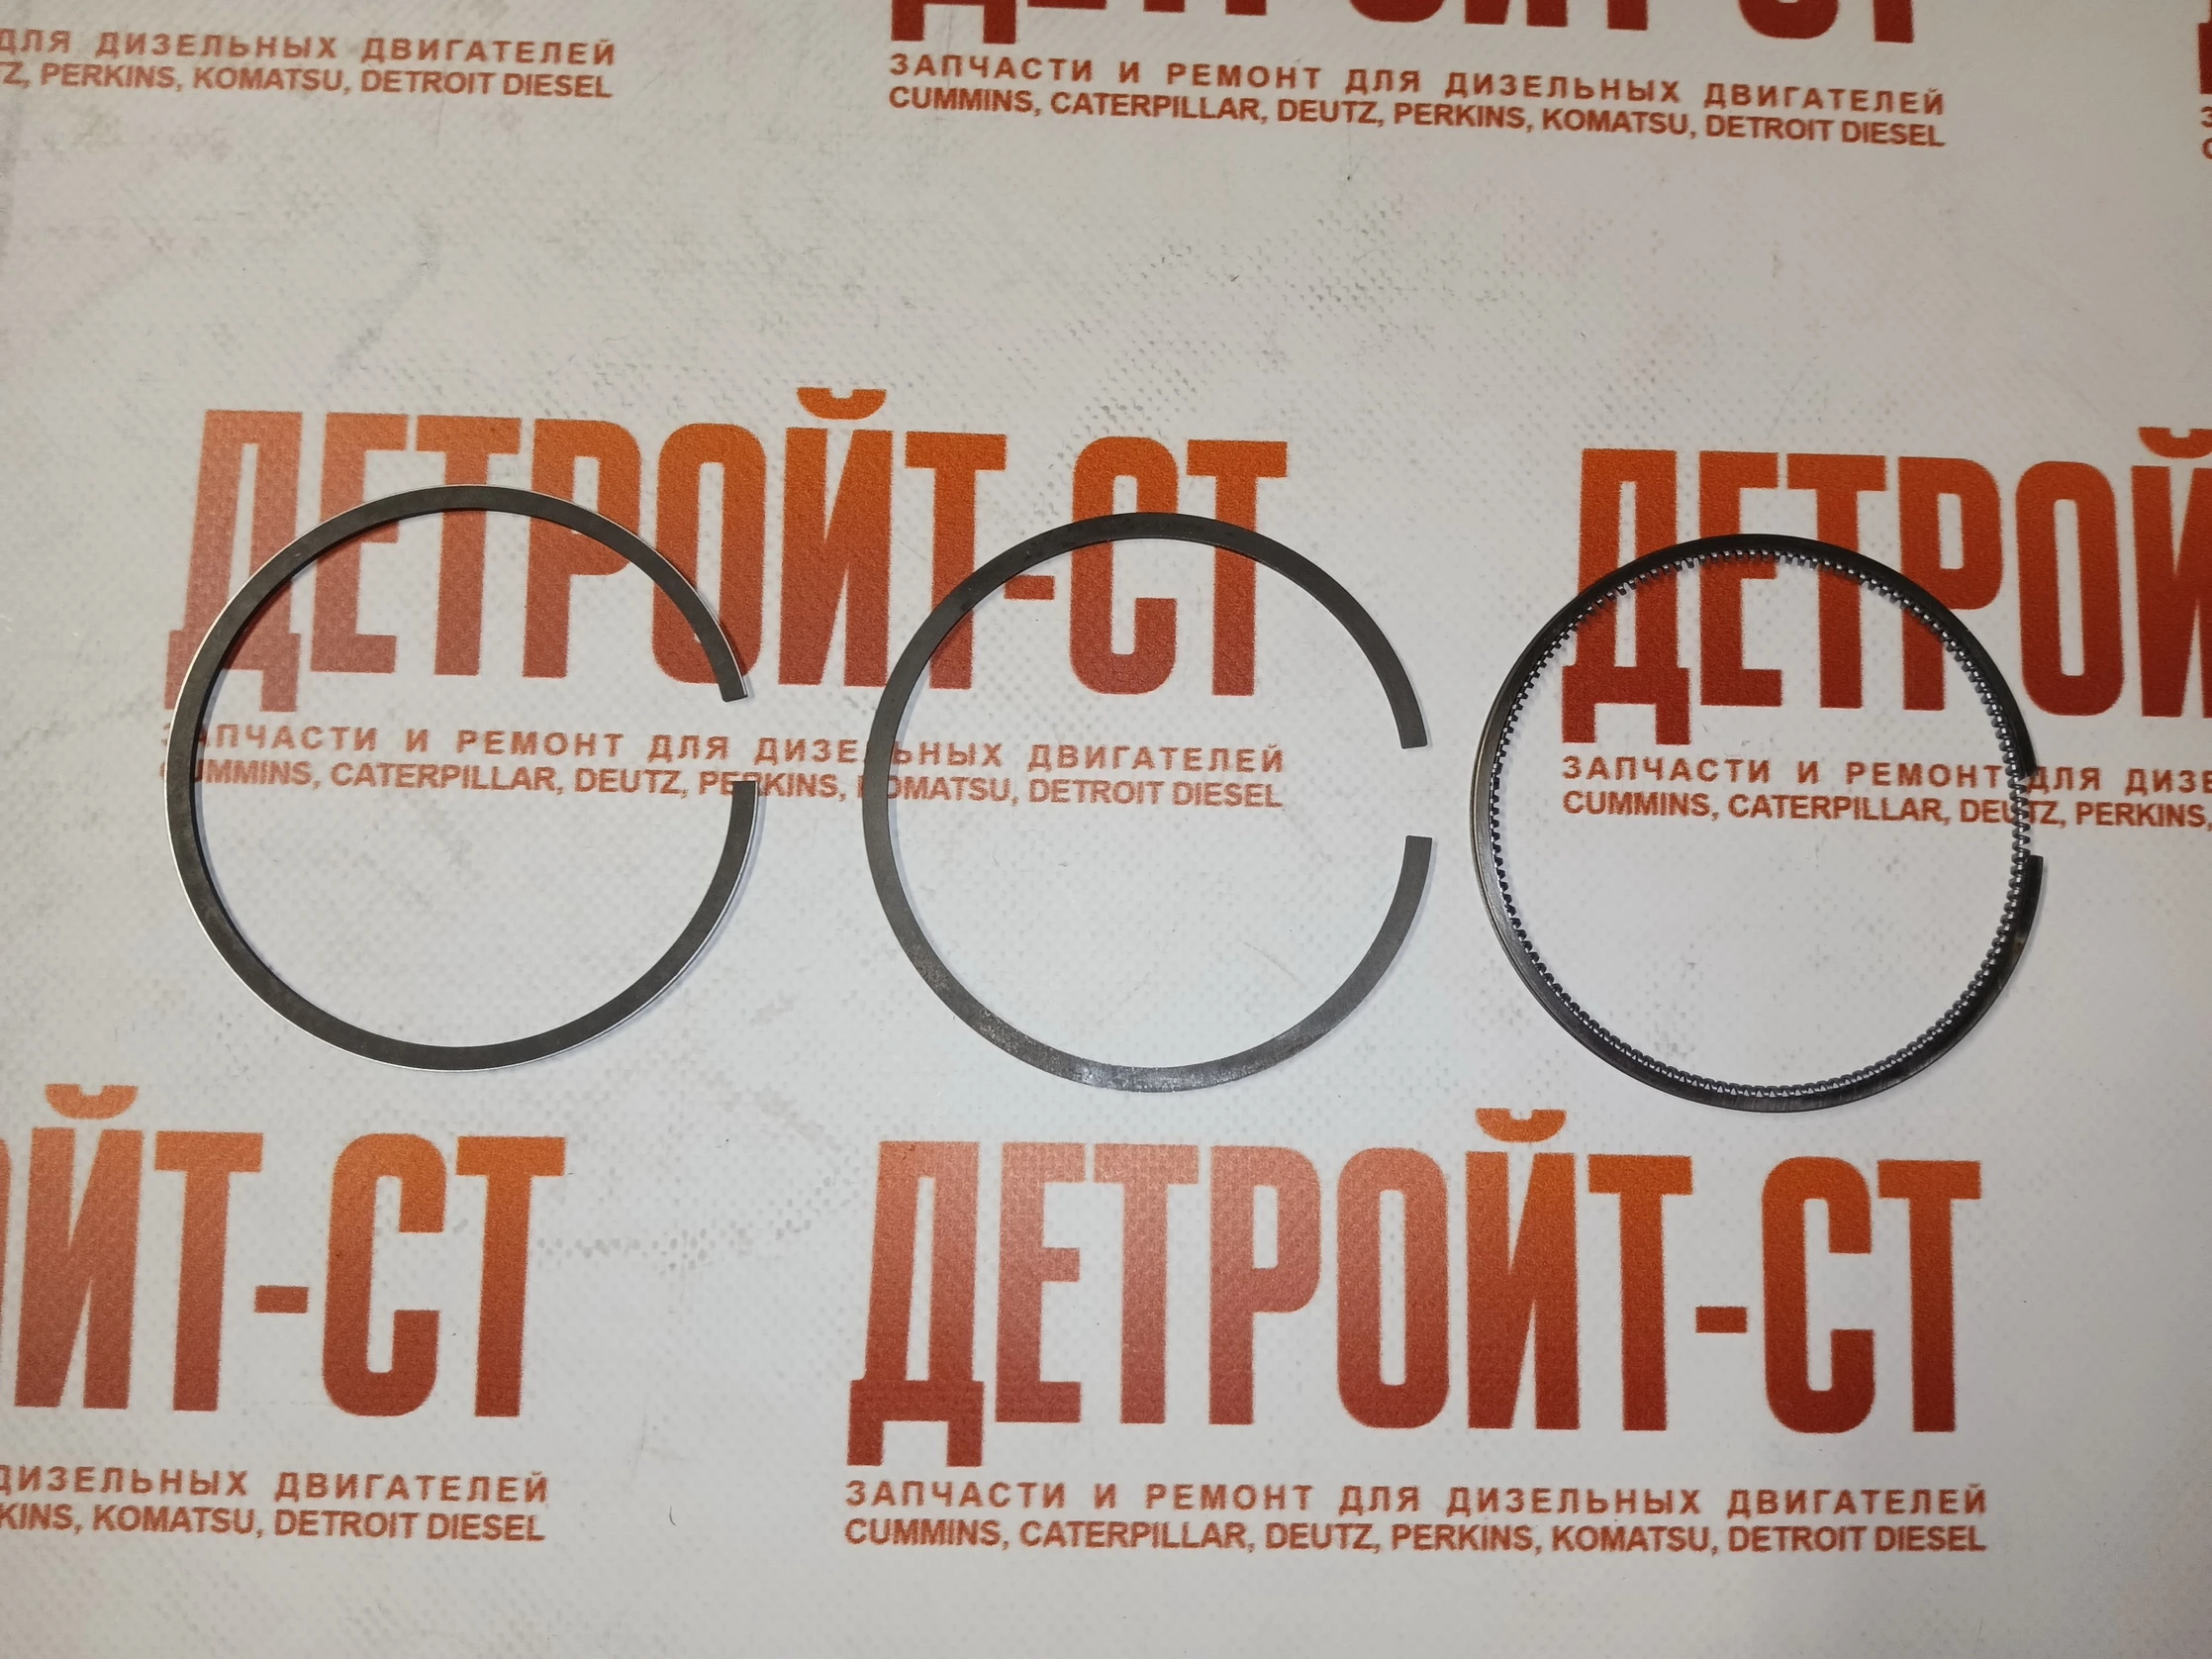 ДЛЯ ДИЗЕЛЬНЫХ ДВИГАТЕЛЕЙ
PERKINS, KOMATSU, DETROIT DIESEL
ДЕТРОЙТ-СТ
ЗАПЧАСТИ И РЕМОНТ ДЛЯ ДИЗЕЛЬНЫХ ДВИГАТЕЛЕЙ
CUMMINS, CATERPILLAR, DEUTZ, PERKINS, KOMATSU, DETROIT DIESEL
ДЕТРОЙТ-СТ
ЗАПЧАСТИ И РЕМОНТ ДЛЯ ДИЗЕЛЬНЫХ ДВИГАТЕЛЕЙ
CUMMINS, CATERPILLAR, DEUTZ, PERKINS, KOMATSU, DETROIT DIESEL
ДЕТРОЙ
ЗАПЧАСТИ И РЕМОНТ ДЛЯ ДИЗЕ
CUMMINS, CATERPILLAR, DEUTZ, PERKINS,
ОЙТ-СТ
ДИЗЕЛЬНЫХ ДВИГАТЕЛЕЙ
KINS, KOMATSU, DETROIT DIESEL
ДЕТРОЙТ-СТ
ЗАПЧАСТИ И РЕМОНТ ДЛЯ ДИЗЕЛЬНЫХ ДВИГАТЕЛЕЙ
CUMMINS, CATERPILLAR, DEUTZ, PERKINS, KOMATSU, DETROIT DIESEL